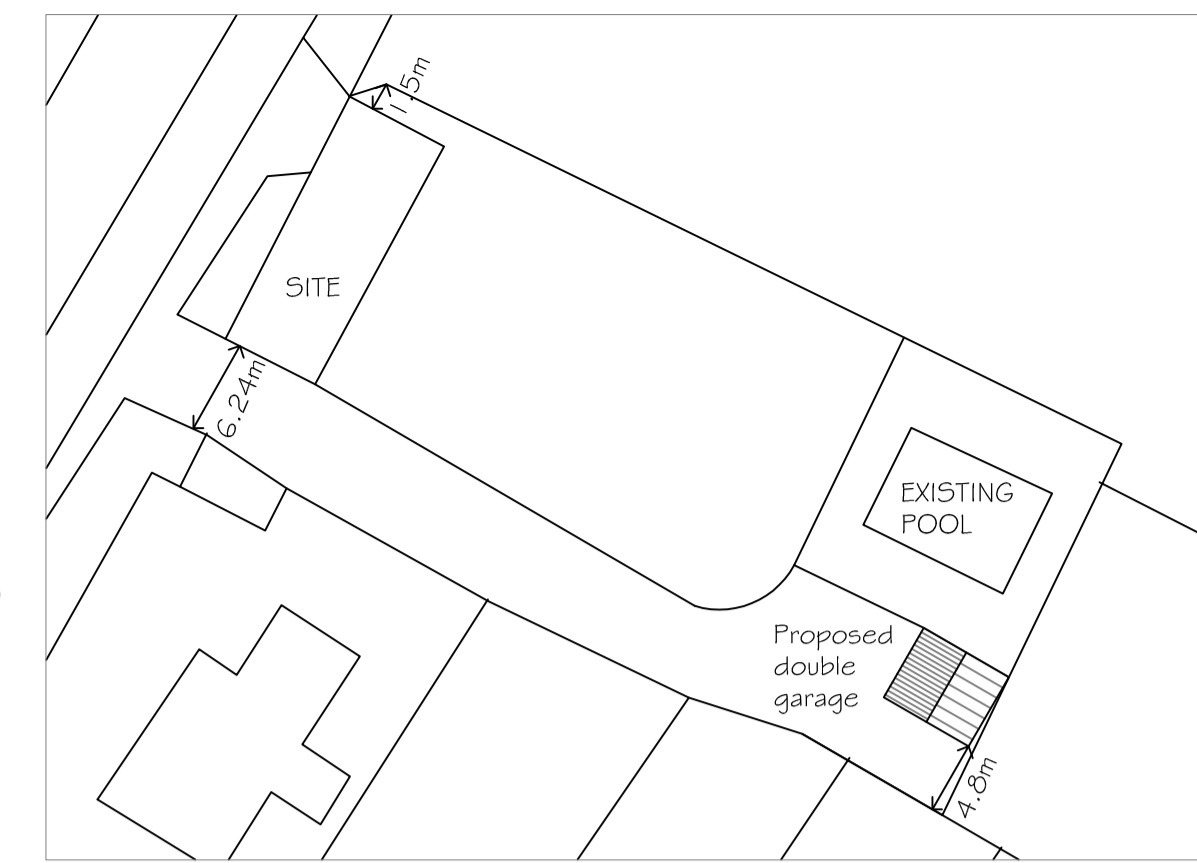 1.5m
SITE
6.24m
EXISTING
POOL
Proposed
double
garage
4.8m